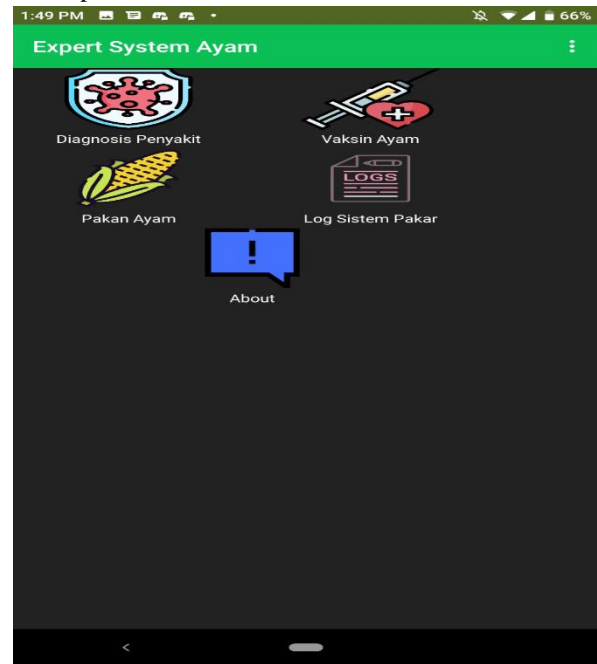 1:49 PM 66%
Expert System Ayam
Diagnosis Penyakit Vaksin Ayam
LOGS
Pakan Ayam Log Sistem Pakar
!
About